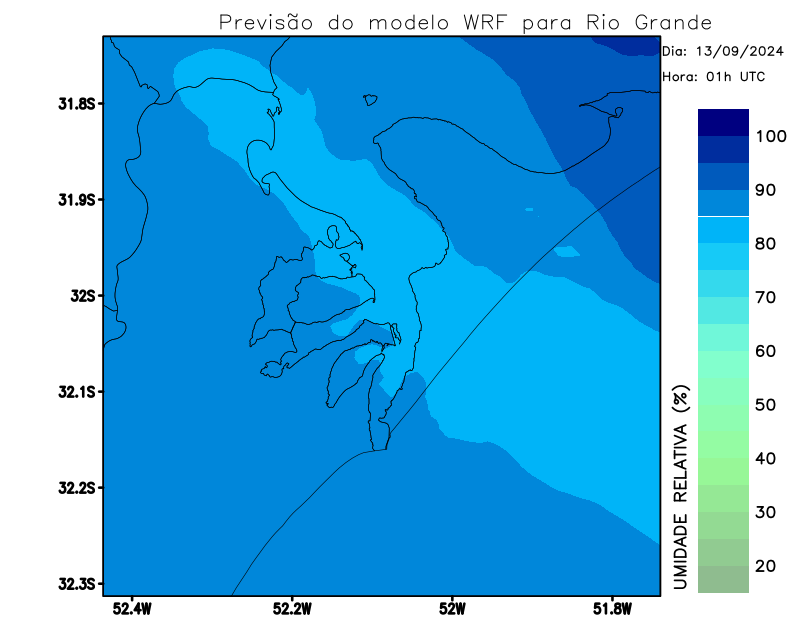 Previsão do modelo WRF para Rio Grande
Dia: 13/09/2024
Hora: 01h UTC
31.8S
31.9S
32S
32.1S
32.2S
32.3S
52.4W
52.2W
52W
51.8W
UMIDADE RELATIVA (%)
100
90
80
70
60
50
40
30
20